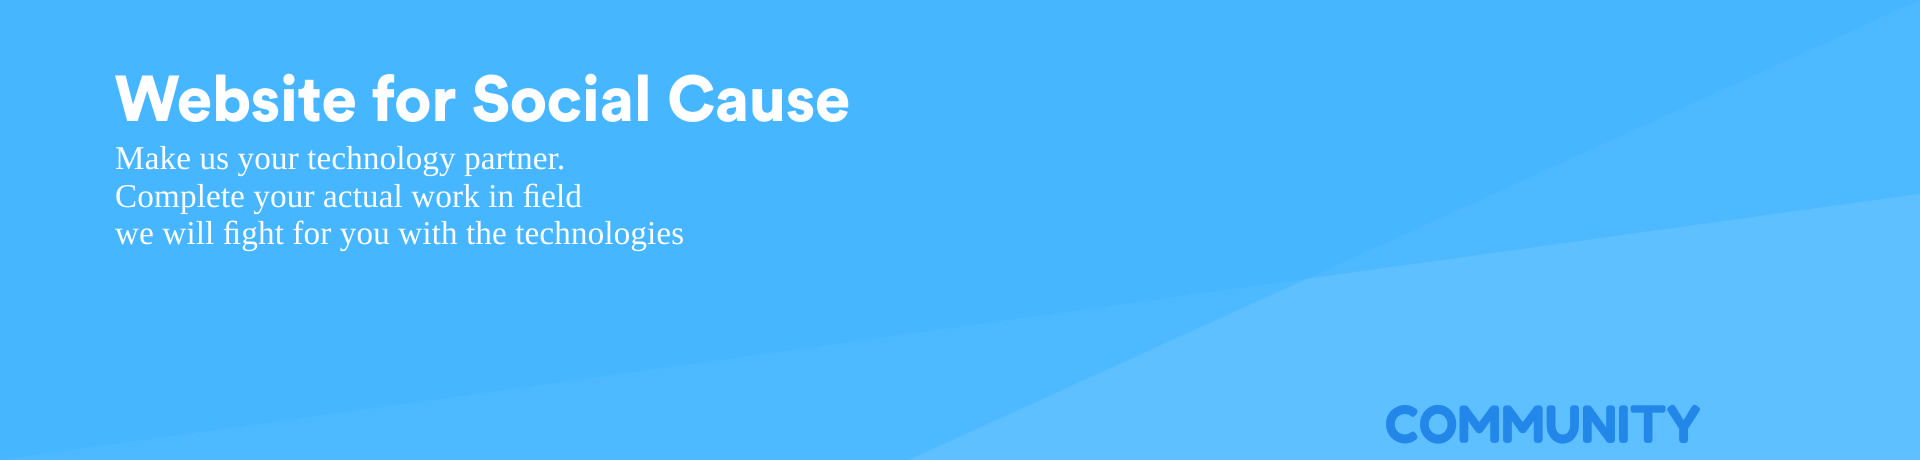 Website for Social Cause
Make us your technology partner.
Complete your actual work in field
we will fight for you with the technologies
COMMUNITY